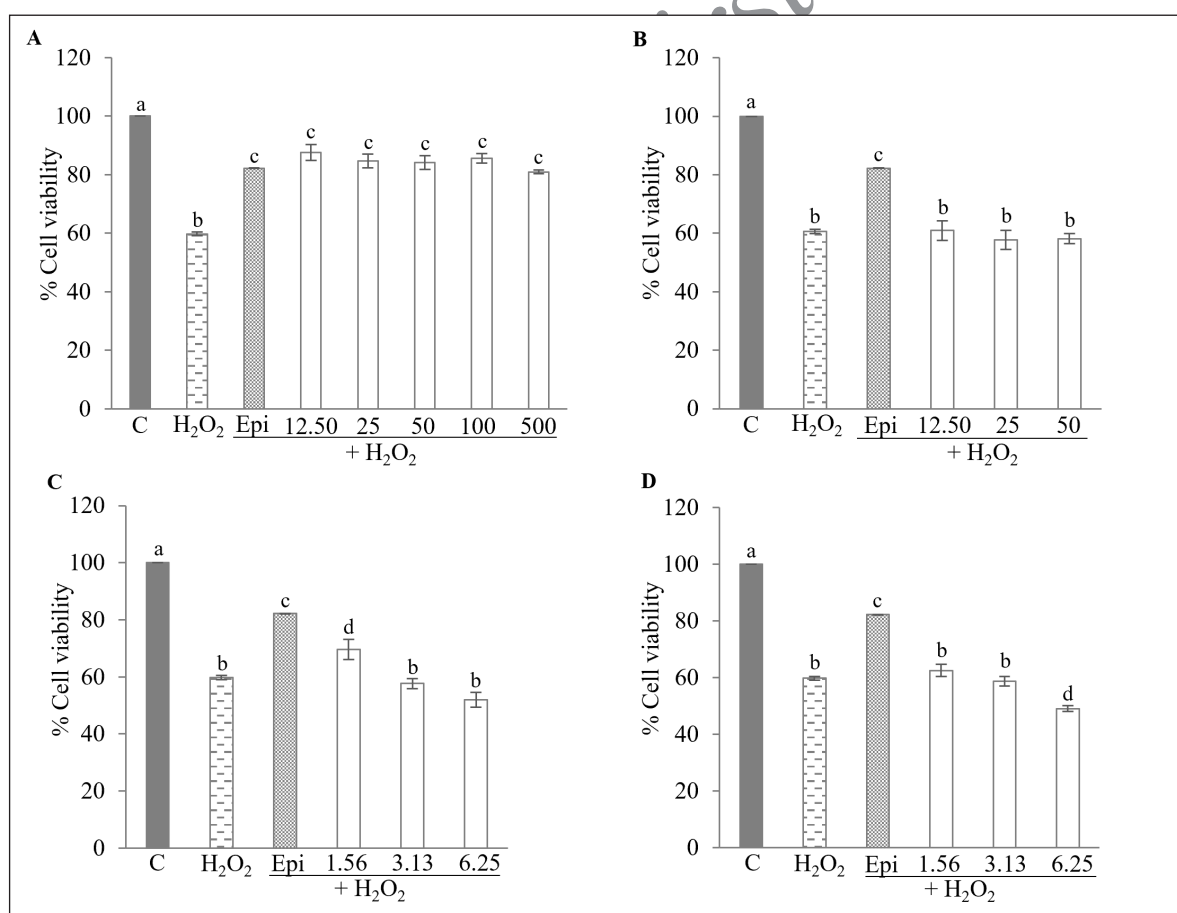 A
120
100
80
60
40
20
0
% Cell viability
a
b
c
c
c
c
c
c
C H₂O₂ Epi 12.50 25 50 100 500
+ H₂O₂
B
120
100
80
60
40
20
0
% Cell viability
a
b
c
b
b
b
C H₂O₂ Epi 12.50 25 50
+ H₂O₂
C
120
100
80
60
40
20
0
% Cell viability
a
b
c
d
b
b
C H₂O₂ Epi 1.56 3.13 6.25
+ H₂O₂
D
120
100
80
60
40
20
0
% Cell viability
a
b
c
b
b
d
C H₂O₂ Epi 1.56 3.13 6.25
+ H₂O₂